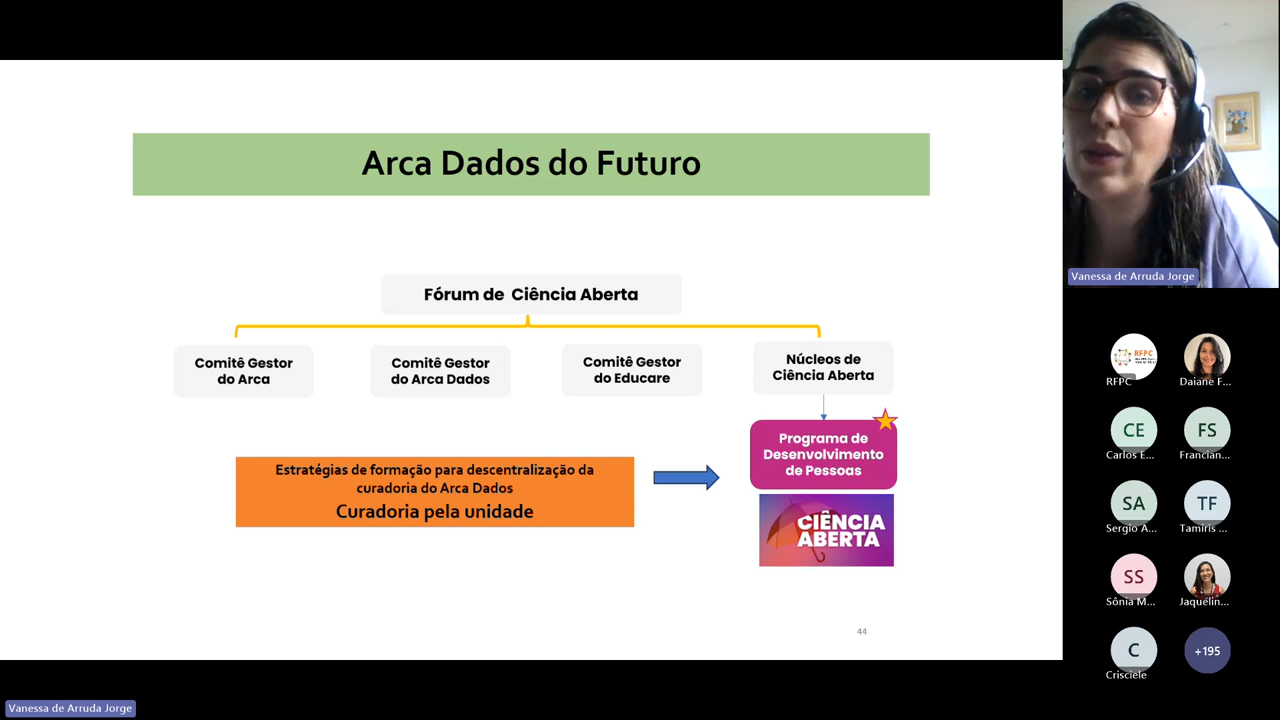 Arca Dados do Futuro
Fórum de Ciência Aberta
Comitê Gestor
do Arca
Comitê Gestor
do Arca Dados
Comitê Gestor
do Educare
Núcleos de
Ciência Aberta
Programa de
Desenvolvimento
de Pessoas
Estratégias de formação para descentralização da
curadoria do Arca Dados
Curadoria pela unidade
CIÊNCIA
ABERTA
44
Vanessa de Arruda Jorge
RFPC
RFPC
Daiane F...
CE
Carlos E...
FS
Francian...
SA
Sergio A...
TF
Tamiris ...
SS
Sônia M...
Jaquelin...
C
Crisciele
+195
Vanessa de Arruda Jorge